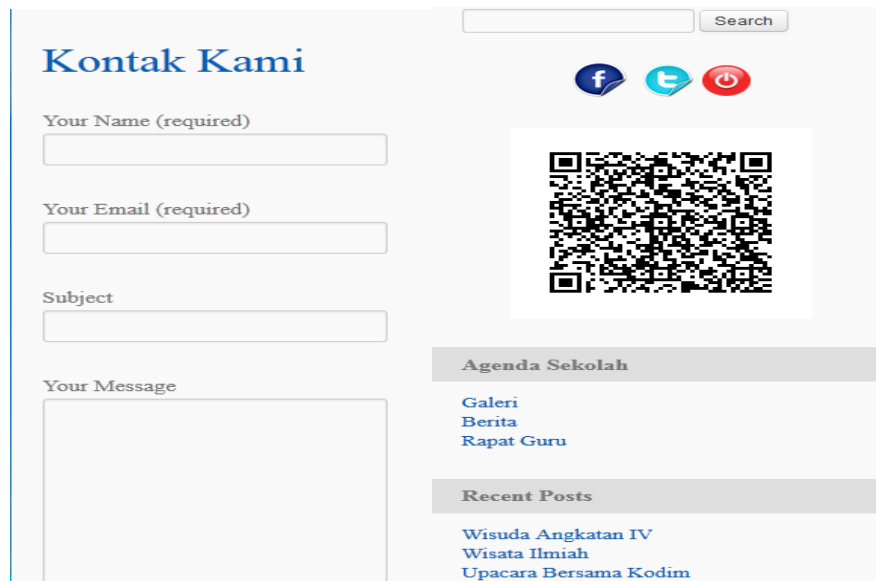 Kontak Kami
Your Name (required)
Your Email (required)
Subject
Your Message
Search
Agenda Sekolah
Galeri
Berita
Rapat Guru
Recent Posts
Wisuda Angkatan IV
Wisata Ilmiah
Upacara Bersama Kodim